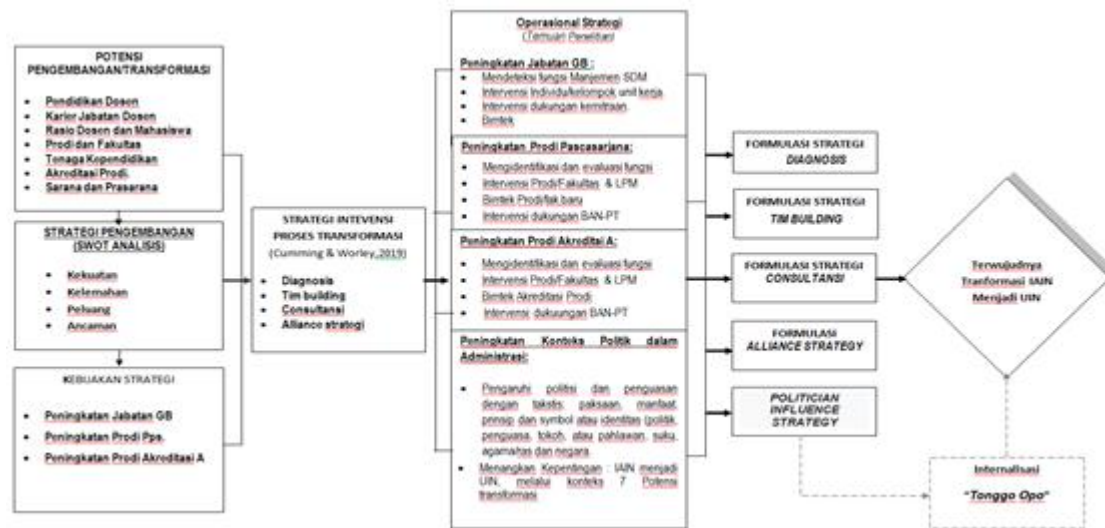 POTENSI
PENGEMBANGAN/TRANSFORMASI
Pendidikan Dosen
Karier Jabatan Dosen
Rasio Dosen dan Mahasiswa
Prodi dan Fakultas
Tenaga Kependidikan
Akreditasi Prodi.
Sarana dan Prasarana
STRATEGI PENGEMBANGAN
(SWOT ANALISIS)
Kekuatan
Kelemahan
Peluang
Ancaman
KEBIJAKAN STRATEGI
Peningkatan Jabatan GB
Peningkatan Prodi Pps.
Peningkatan Prodi Akreditasi A
STRATEGI INTEVENSI
PROSES TRANSFORMASI
(Cumming & Worley,2019)
Diagnosis
Tim building
Consultansi
Alliance strategi
Operasional Strategi
(Temuan Penelitian)
Peningkatan Jabatan GB :
Mendeteksi fungsi Manjemen SDM
Intervensi Individu/kelompok unit kerja
Intervensi dukungan kemitraan.
Bimtek
Peningkatan Prodi Pascasarjana:
Mengidentifikasi dan evaluasi fungsi
Intervensi Prodi/Fakultas & LPM
Bimtek Prodi/fak.baru
Intervensi dukungan BAN-PT
Peningkatan Prodi Akreditai A:
Mengidentifikasi dan evaluasi fungsi
Intervensi Prodi/Fakultas & LPM
Bimtek Akreditasi Prodi
Intervensi dukuungan BAN-PT
Peningkatan Konteks Politik dalam
Administrasi:
Pengaruhi politisi dan penguasan
dengan takstis: paksaan, manfaat,
prinsip dan symbol atau identitas (politik,
penguasa, tokoh, atau pahlawan, suku,
agama/ras dan negara.
Menangkan Kepentingan : IAIN menjadi
UIN, melalui konteks 7 Potensi
transformasi
FORMULASI STRATEGI
DIAGNOSIS
FORMULASI STRATEGI
TIM BUILDING
FORMULASI STRATEGI
CONSULTANSI
FORMULASI
ALLIANCE STRATEGY
POLITICIAN
INFLUENCE
STRATEGY
Terwujudnya
Tranformasi IAIN
Menjadi UIN
Internalisasi
"Tonggo Opo"